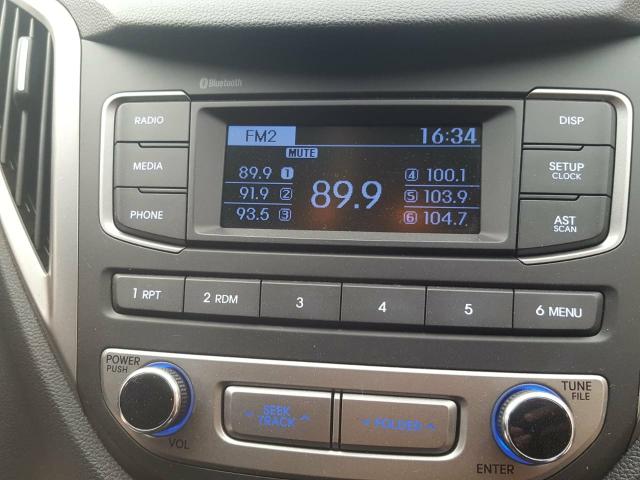 Bluetooth
RADIO
MEDIA
PHONE
FM2 16:34
MUTE
89.9 1
91.9 2
93.5 3
89.9
4 100.1
5 103.9
6 104.7
DISP
SETUP
CLOCK
AST
SCAN
1 RPT 2 RDM 3 4 5 6 MENU
POWER
PUSH
VOL
SEEK
TRACK
FOLDER
TUNE
FILE
ENTER